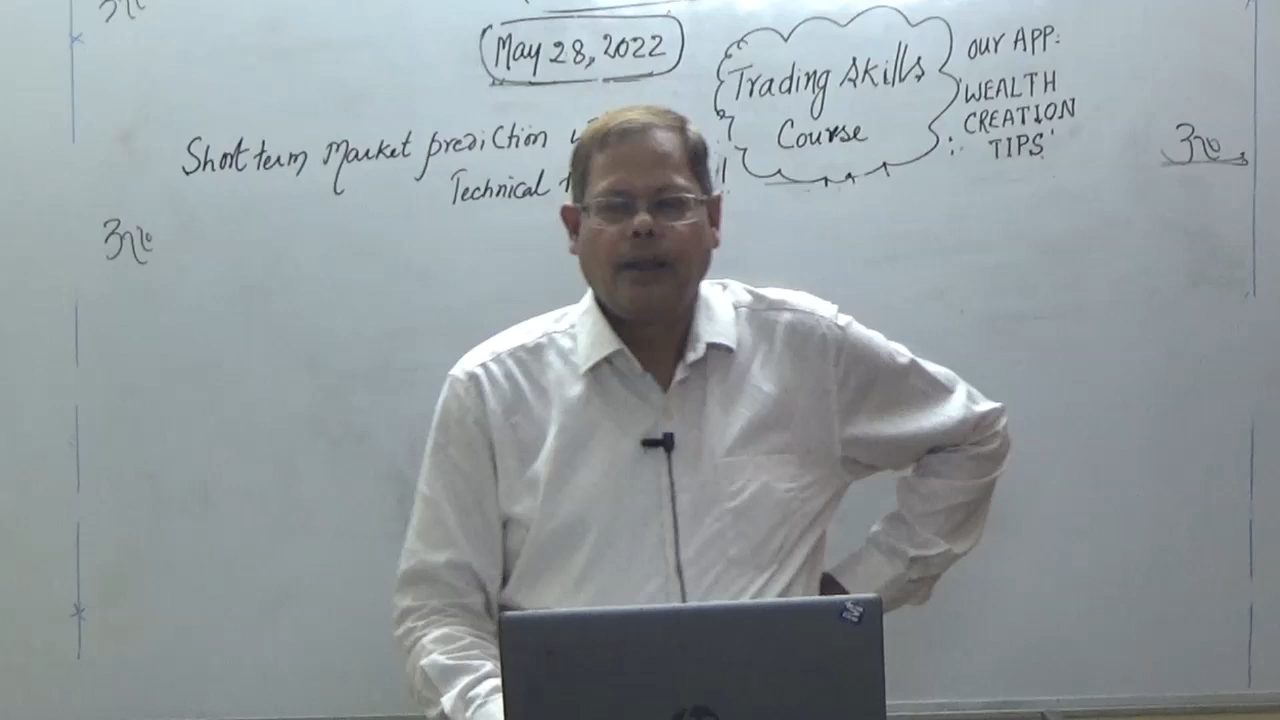 May 28, 2022
Trading Skills
Course
OUR APP:
'WEALTH
CREATION
TIPS'
Short term Market prediction
Technical